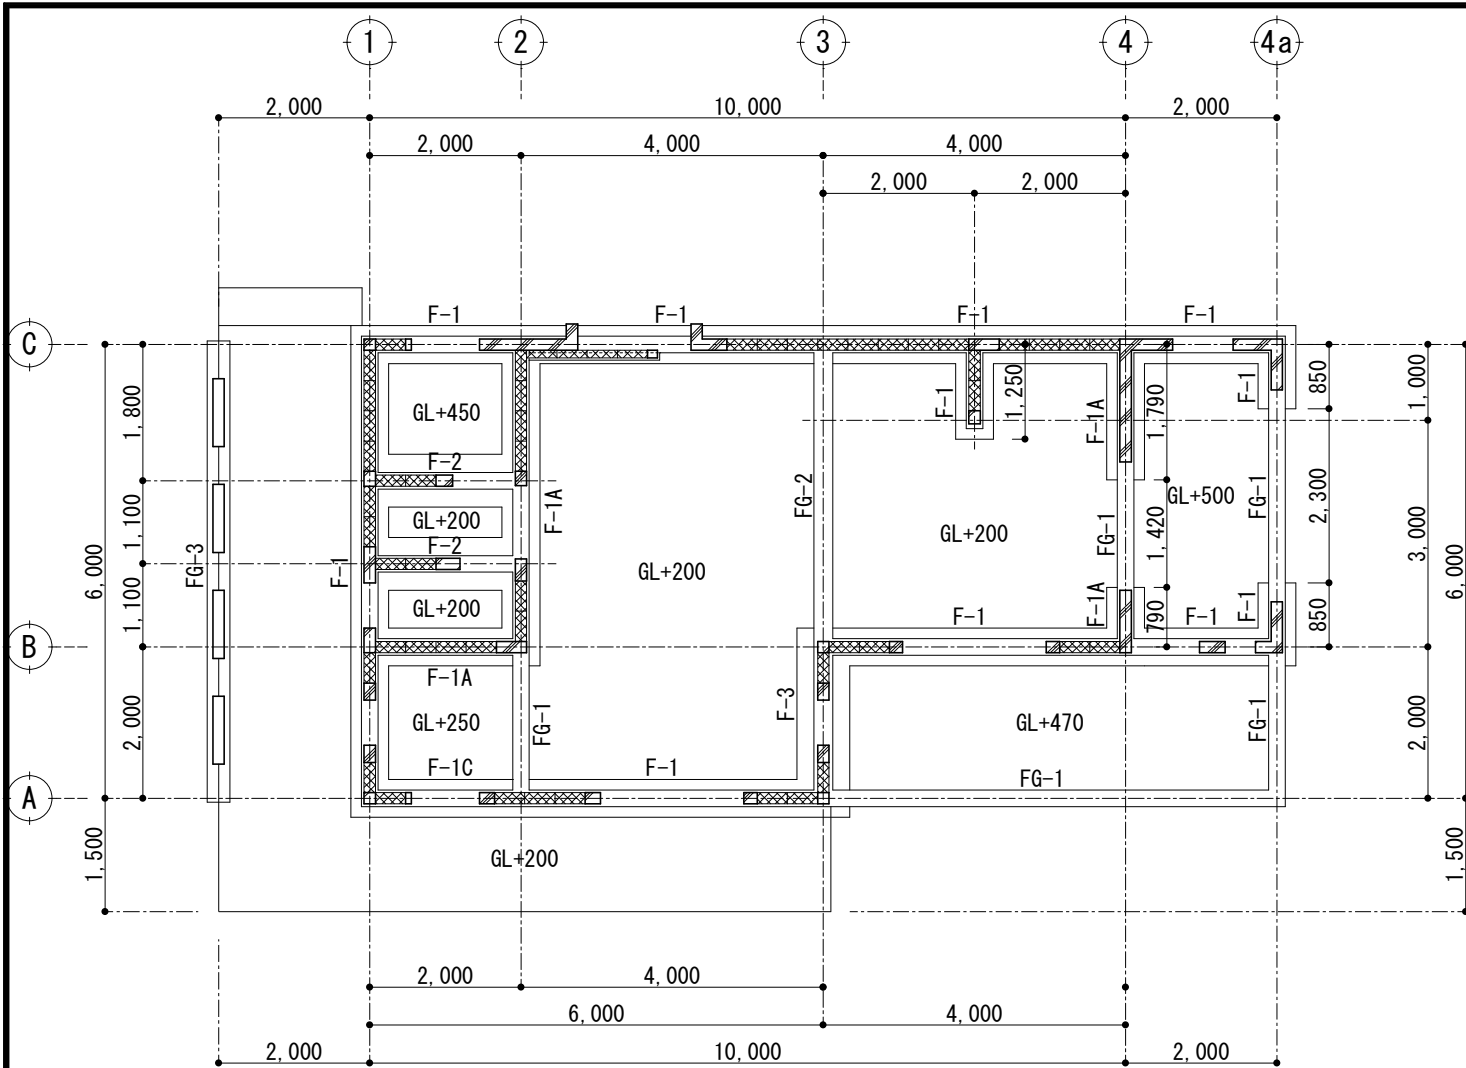 1 2 3 4 4a
2,000 10,000 2,000
2,000 4,000 4,000
2,000 2,000
F-1 F-1 F-1 F-1
C
1,800
GL+450
F-1
1,250
F-1A
1,790
F-1
850
1,000
F-2
1,100
GL+200
F-1A
FG-2
GL+200
FG-1
GL+500
1,420
FG-1
2,300
3,000
6,000
FG-3
F-1
F-2
GL+200
6,000
1,100
GL+200
F-1
F-1A
790
F-1
F-1
850
B
F-1A
2,000
GL+250
FG-1
F-3
GL+470
FG-1
2,000
F-1C
F-1
FG-1
A
1,500
GL+200
1,500
2,000 4,000
6,000 4,000
2,000 10,000 2,000